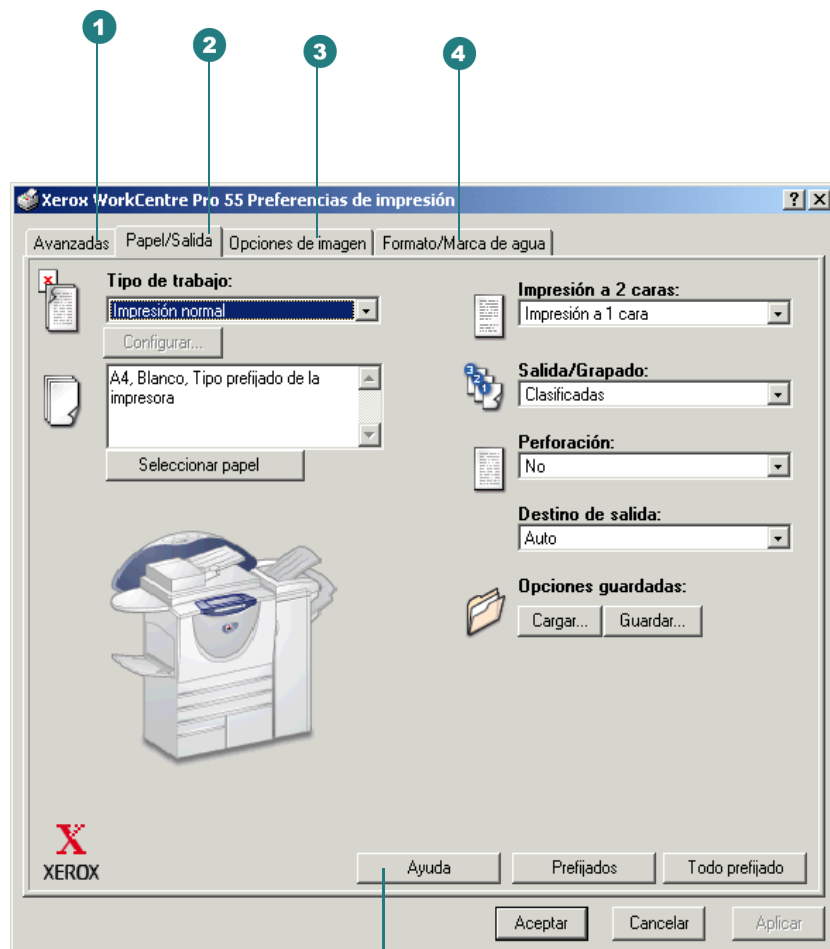 1
2
3
4
Xerox WorkCentre Pro 55 Preferencias de impresión
Avanzadas
Papel/Salida
Opciones de imagen
Formato/Marca de agua
Tipo de trabajo:
Impresión normal
Configurar...
A4, Blanco, Tipo prefijado de la
impresora
Seleccionar papel
Impresión a 2 caras:
Impresión a 1 cara
3
2
1
Salida/Grapado:
Clasificadas
Perforación:
No
Destino de salida:
Auto
Opciones guardadas:
Cargar...
Guardar...
X
XEROX
Ayuda
Prefijados
Todo prefijado
Aceptar
Cancelar
Aplicar